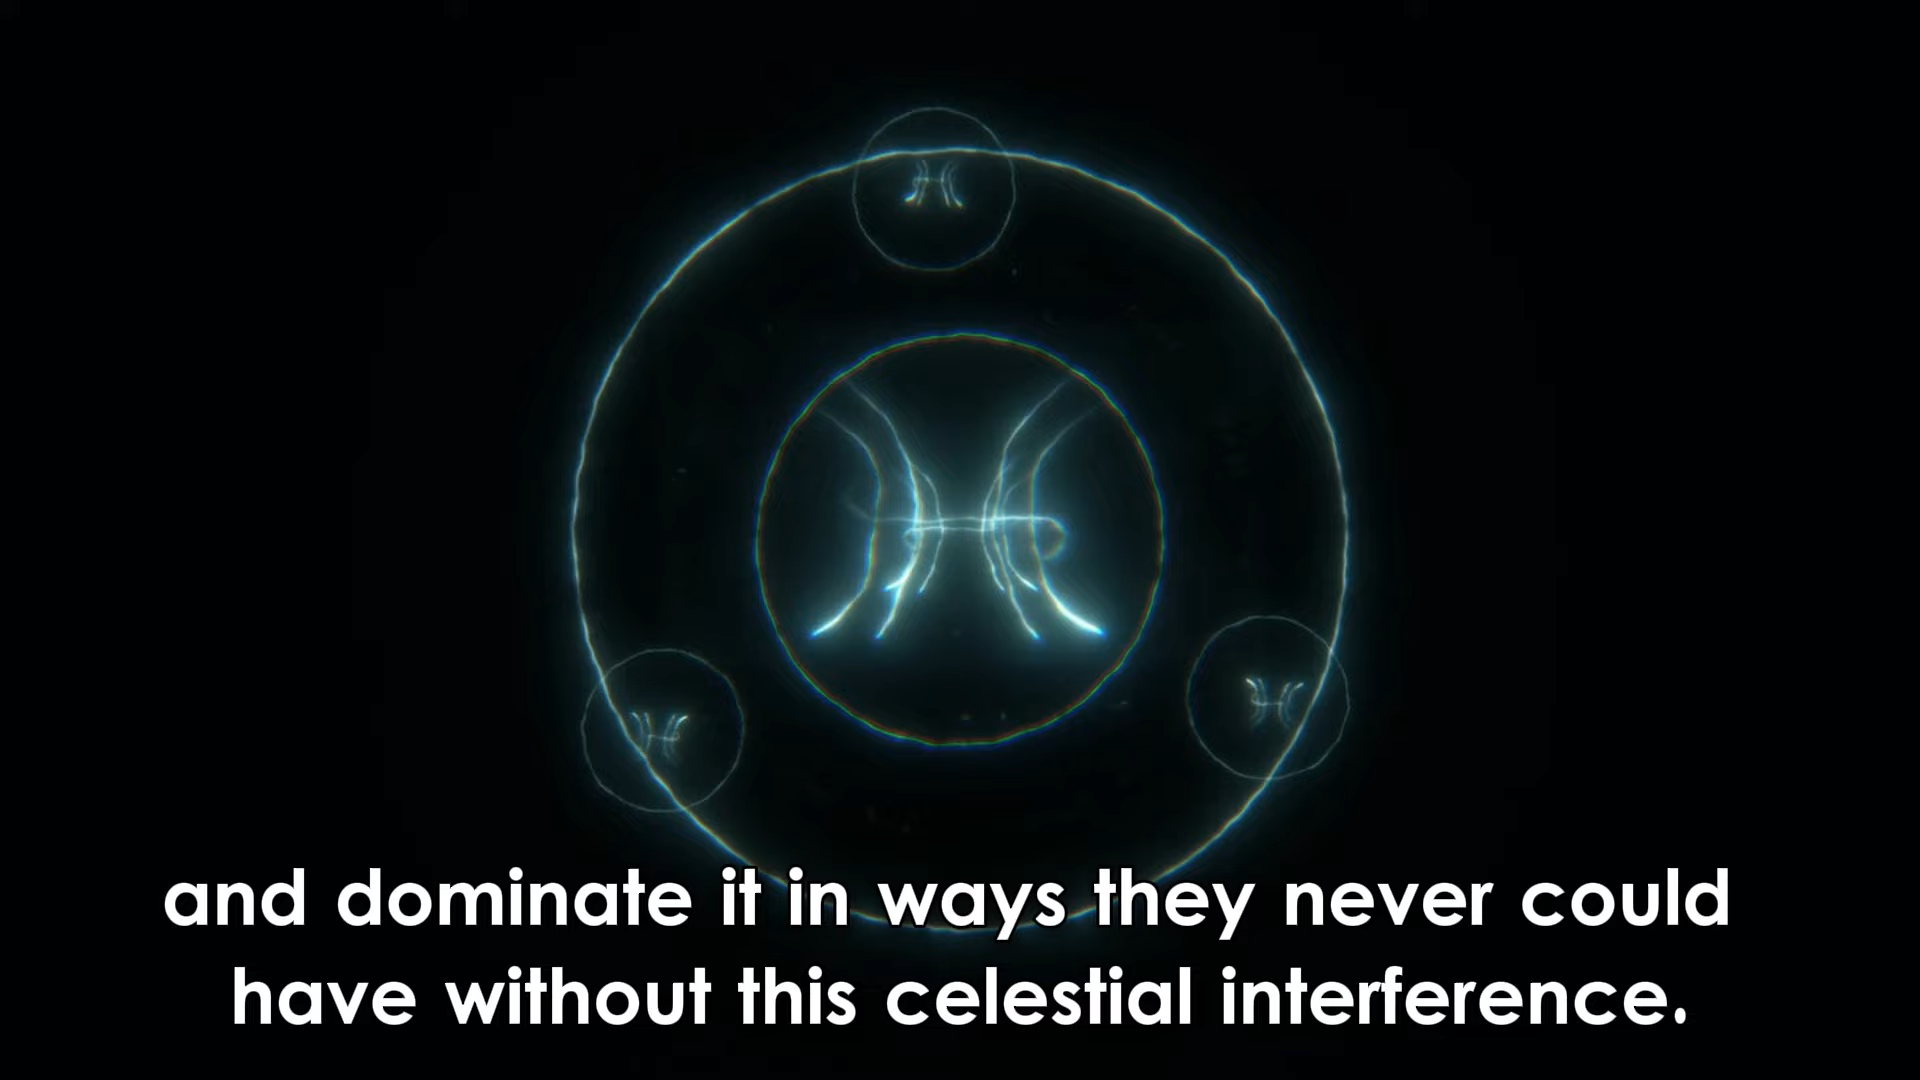 and dominate it in ways they never could
have without this celestial interference.